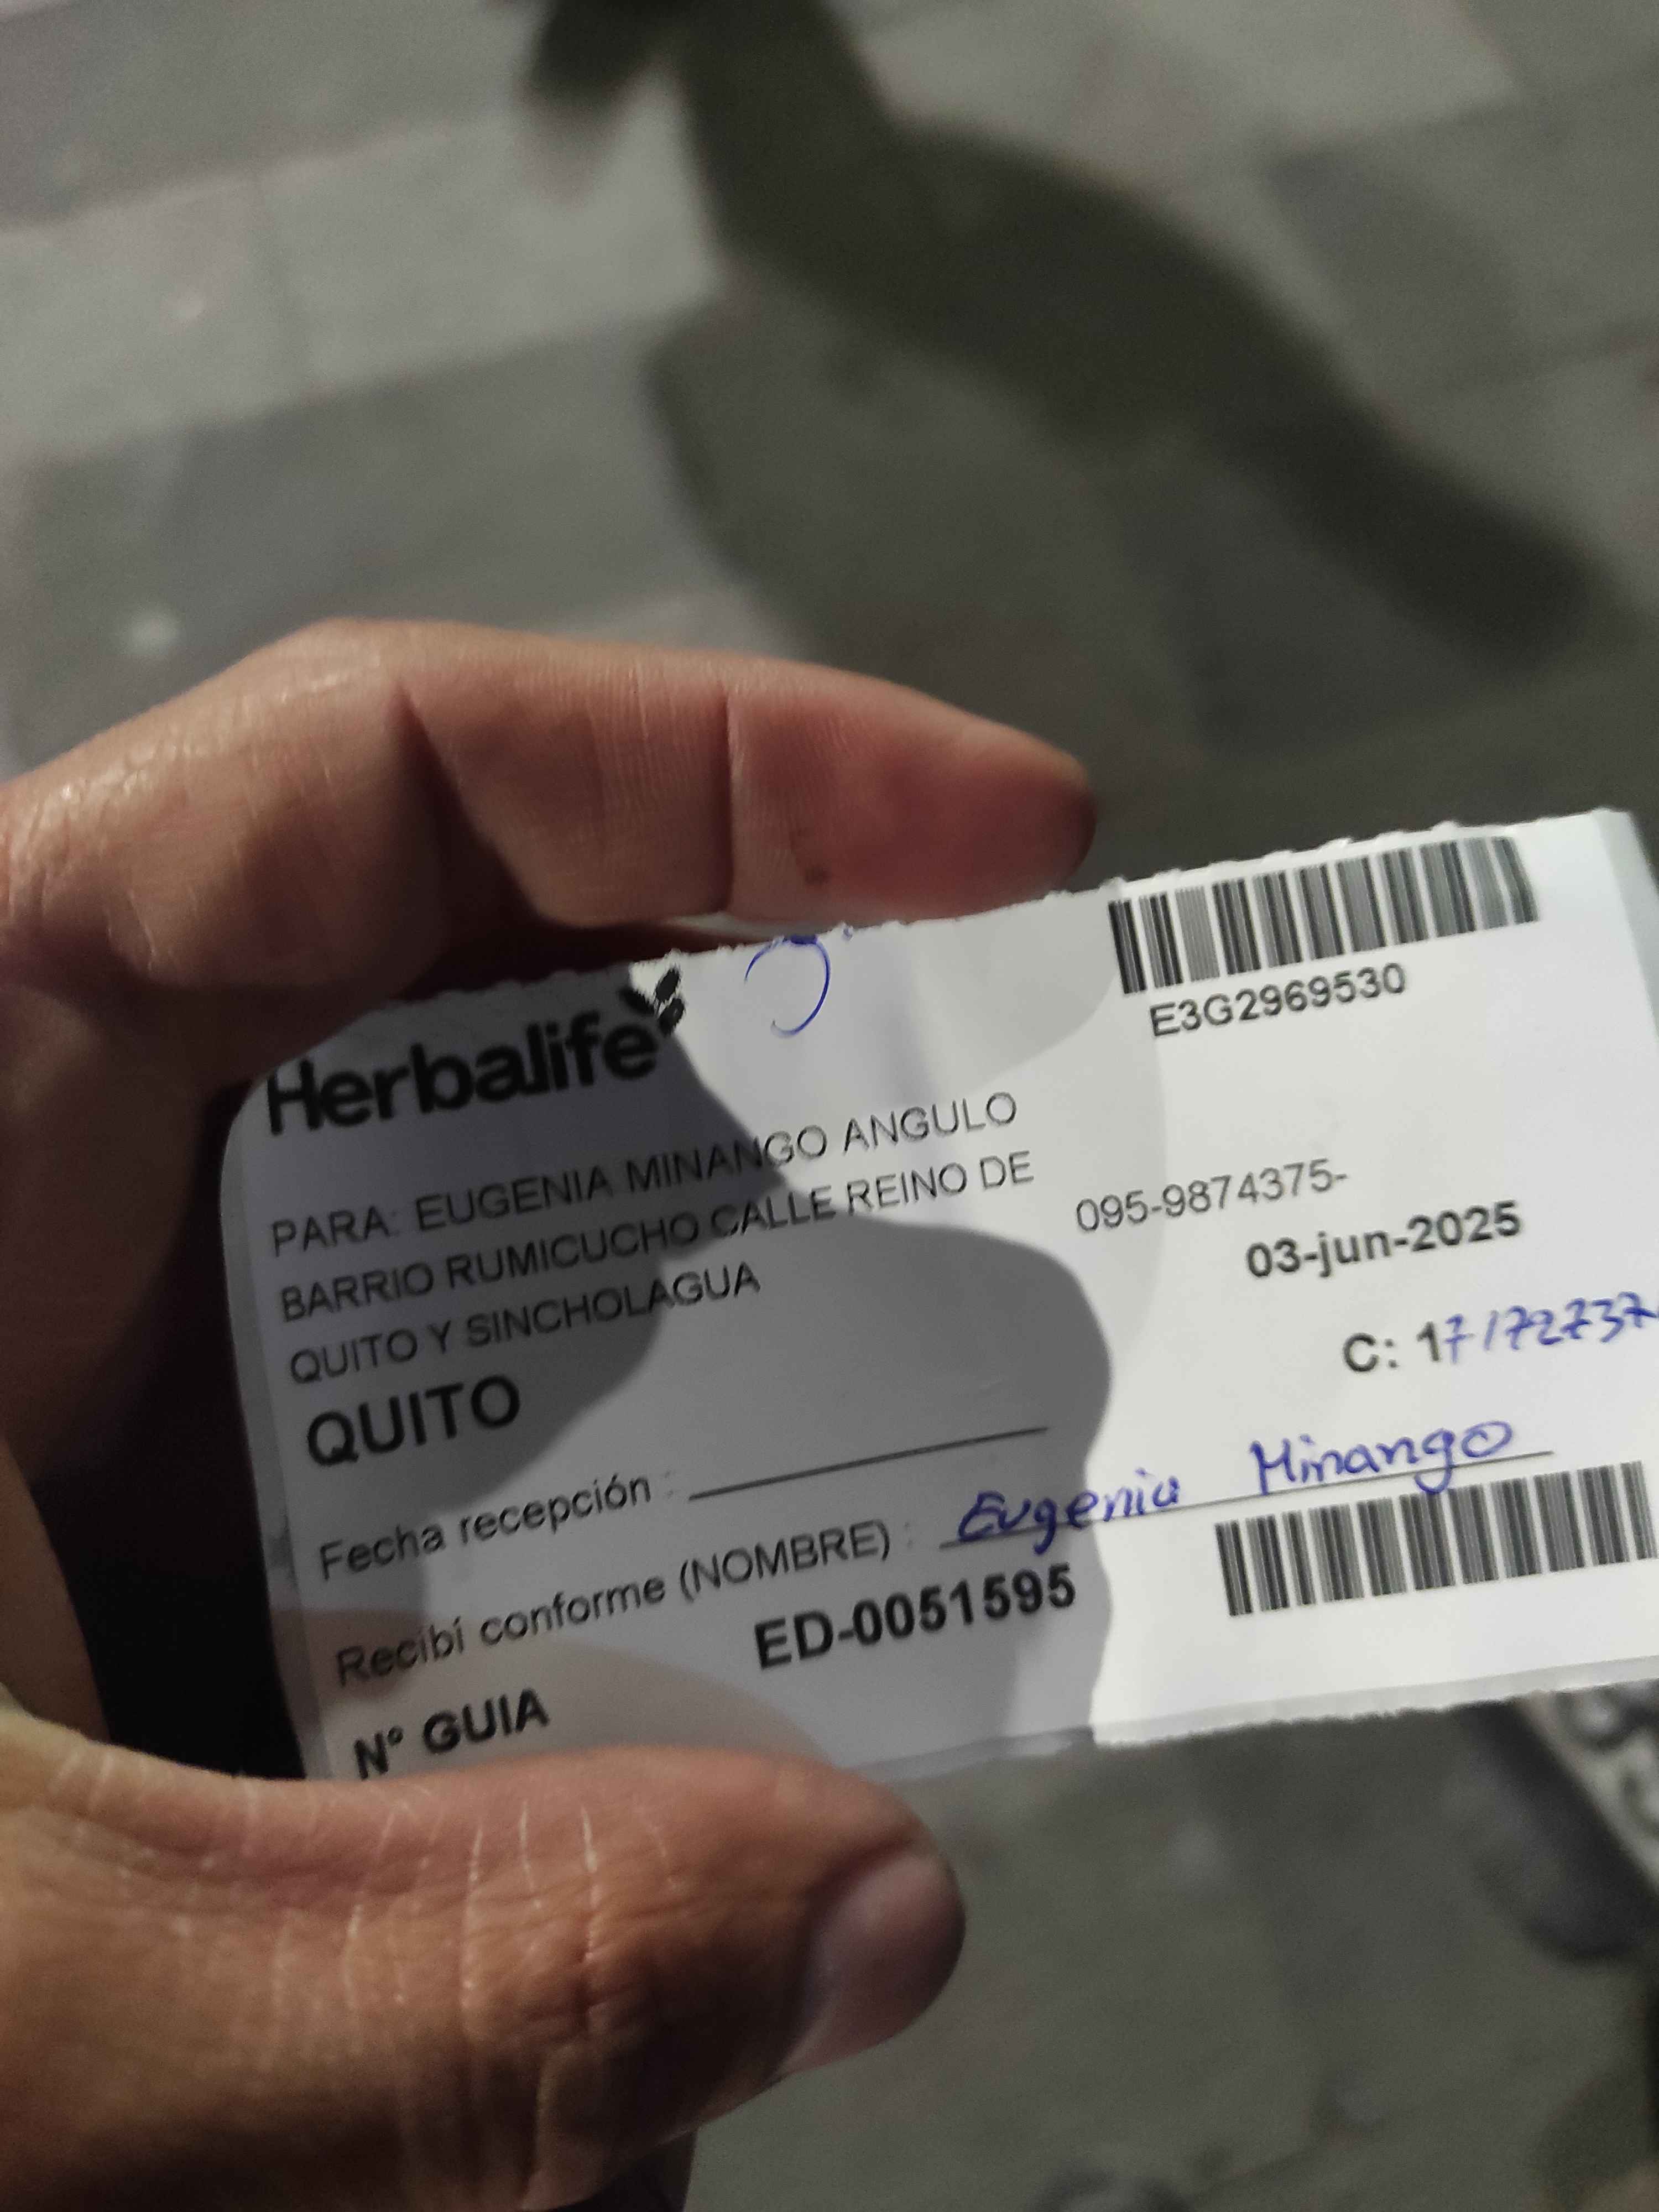 Herbalife
E3G2969530
PARA: EUGENIA MINANGO ANGULO
BARRIO RUMICUCHO CALLE REINO DE
QUITO Y SINCHOLAGUA
095-9874375-
03-jun-2025
QUITO
C: 17172737
Fecha recepción :
Recibí conforme (NOMBRE) : Eugenia Minango
N° GUIA
ED-0051595